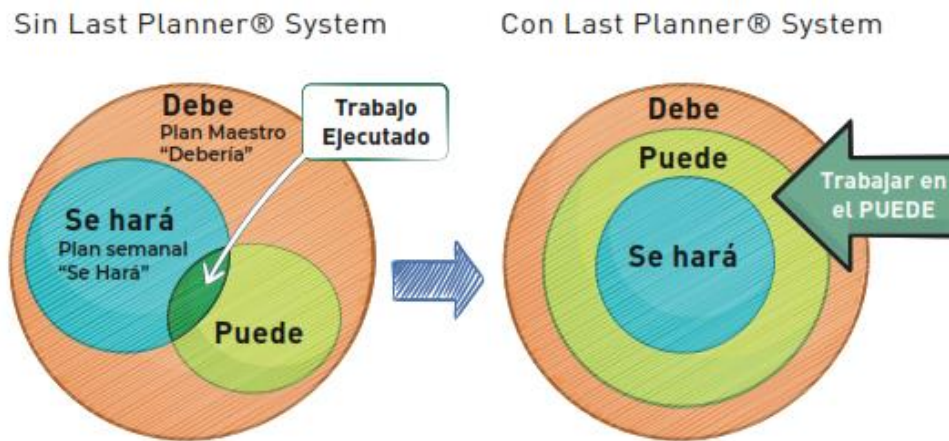 Sin Last Planner® System
Con Last Planner® System
Debe
Plan Maestro
“Debería”
Trabajo
Ejecutado
Se hará
Plan semanal
“Se Hará”
Puede
Debe
Puede
Se hará
Trabajar en
el PUEDE